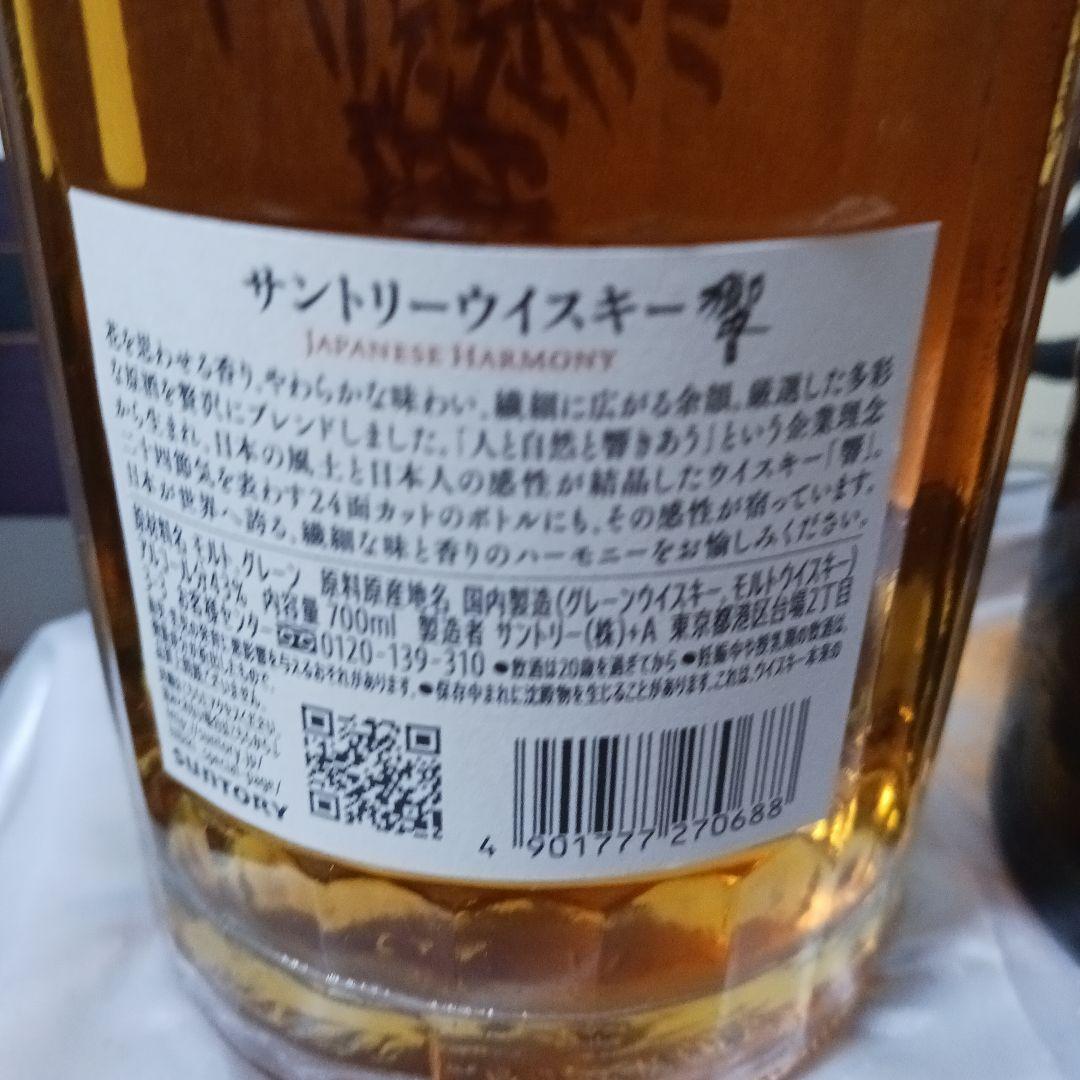 サントリーウイスキー 響
JAPANESE HARMONY
花を思わせる香り、やわらかな味わい、繊細に広がる余韻。厳選した多彩
な原酒を贅沢にブレンドしました。「人と自然と響きあう」という企業理念
から生まれ、日本の風土と日本人の感性が結晶したウイスキー「響」。
二十四節気を表わす24面カットのボトルにも、その感性が宿っています。
日本が世界へ誇る、繊細な味と香りのハーモニーをお愉しみください。
原材料名 モルト、グレーン 原料原産地名 国内製造(グレーンウイスキー、モルトウイスキー)
アルコール分43% 内容量 700ml 製造者 サントリー(株)+A 東京都港区台場2丁目
3-3 お客様センター 0120-139-310 ●飲酒は20歳を過ぎてから ●妊娠中や授乳期の飲酒は、
胎児・乳児の発育に悪影響を与えるおそれがあります。●保存中まれに沈殿物を生じることがあります。これは、ウイスキー本来の
品質上問題ございません。
http://suntory.jp/
SUNTORY
4 901777 270688